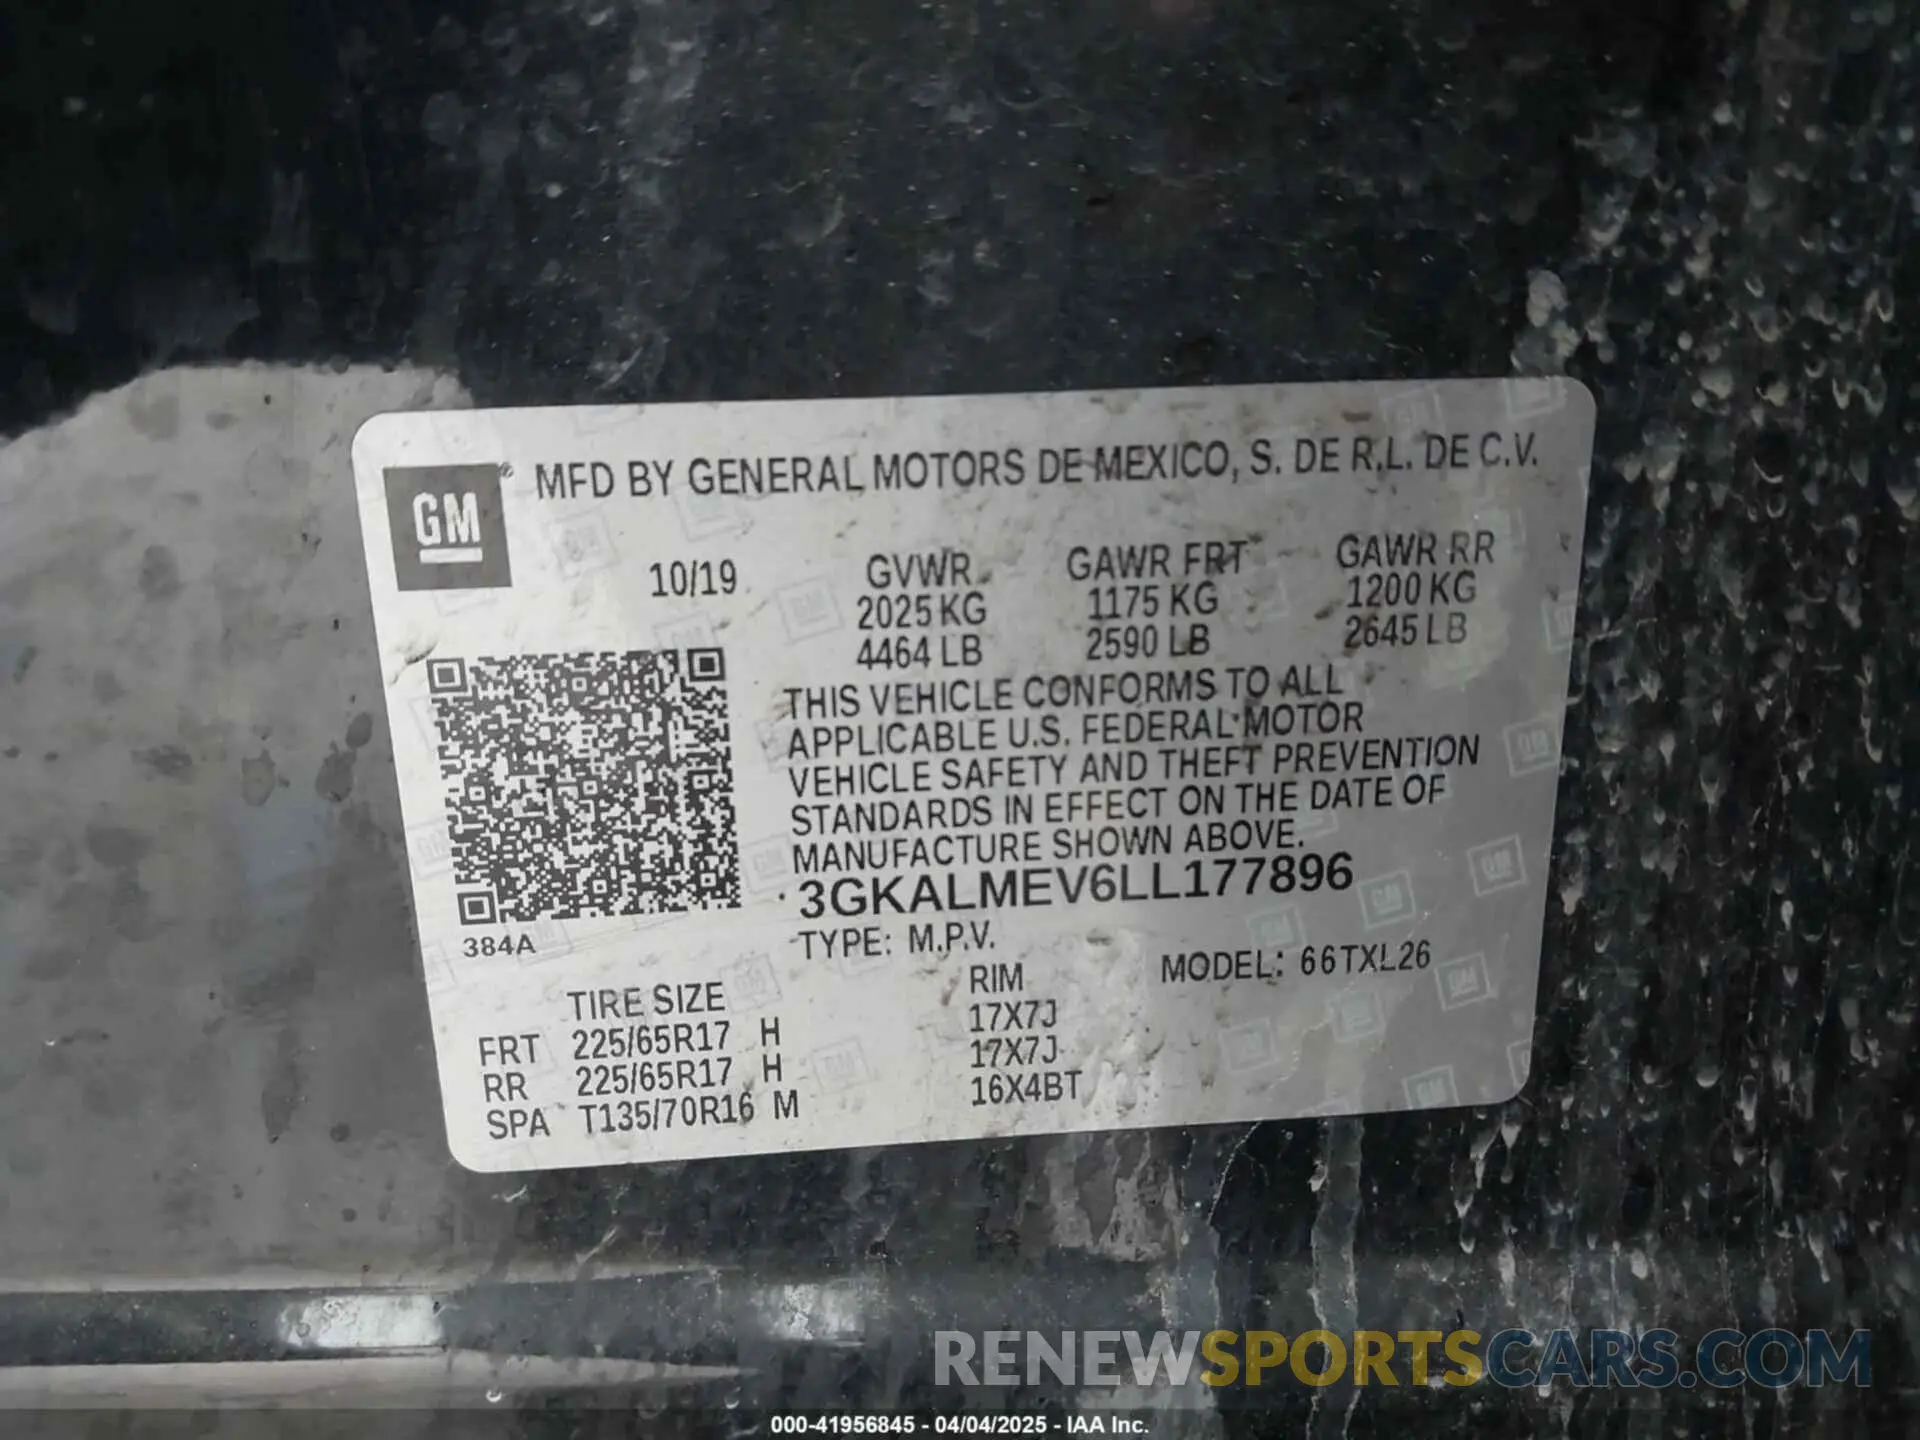 GM® MFD BY GENERAL MOTORS DE MEXICO, S. DE R.L. DE C.V.
10/19 GVWR GAWR FRT GAWR RR
2025 KG 1175 KG 1200 KG
4464 LB 2590 LB 2645 LB
THIS VEHICLE CONFORMS TO ALL
APPLICABLE U.S. FEDERAL MOTOR
VEHICLE SAFETY AND THEFT PREVENTION
STANDARDS IN EFFECT ON THE DATE OF
MANUFACTURE SHOWN ABOVE.
3GKALMEV6LL177896
384A
TYPE: M.P.V. MODEL: 66TXL26
TIRE SIZE RIM
FRT 225/65R17 H 17X7J
RR 225/65R17 H 17X7J
SPA T135/70R16 M 16X4BT
RENEWSPORTSCARS.COM
000-41956845 - 04/04/2025 - IAA Inc.